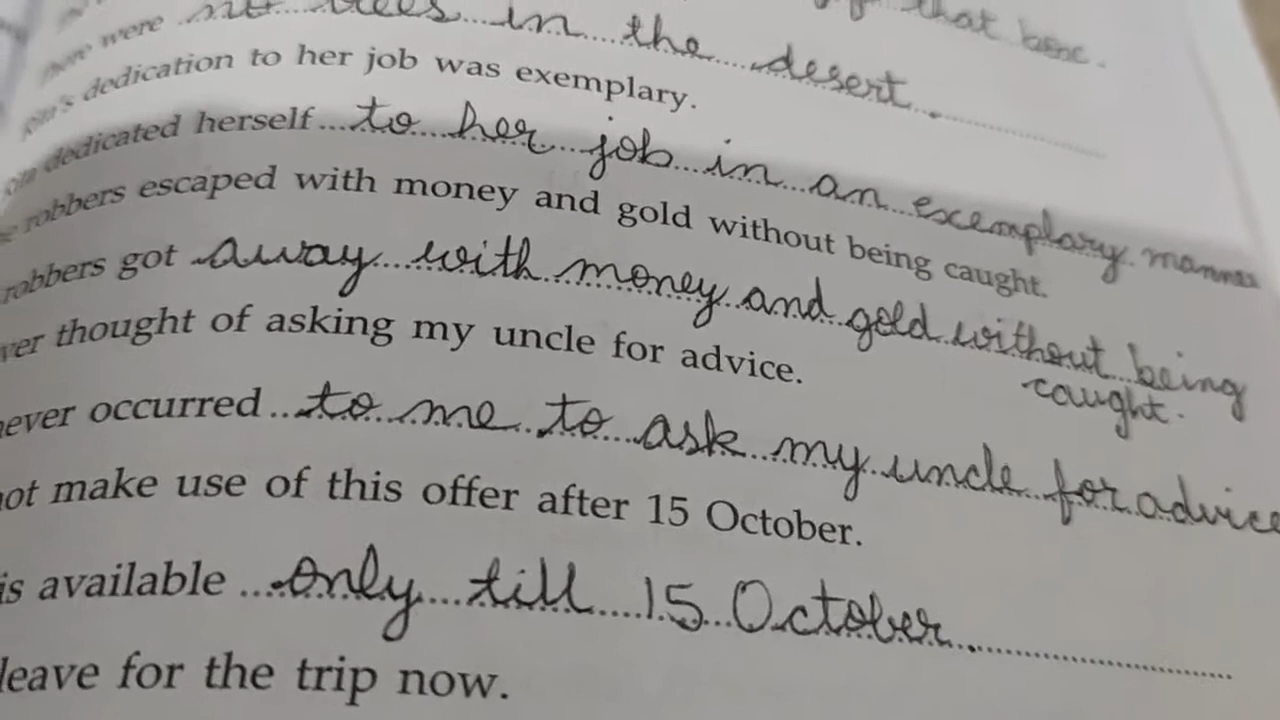 that
were no trees in the desert.
dedication to her job was exemplary.
dedicated herself to her job in an exemplary manner
robbers escaped with money and gold without being caught.
robbers got away with money and gold without being
caught.
ver thought of asking my uncle for advice.
never occurred to me to ask my uncle for advice
not make use of this offer after 15 October.
is available only till 15 October.
leave for the trip now.